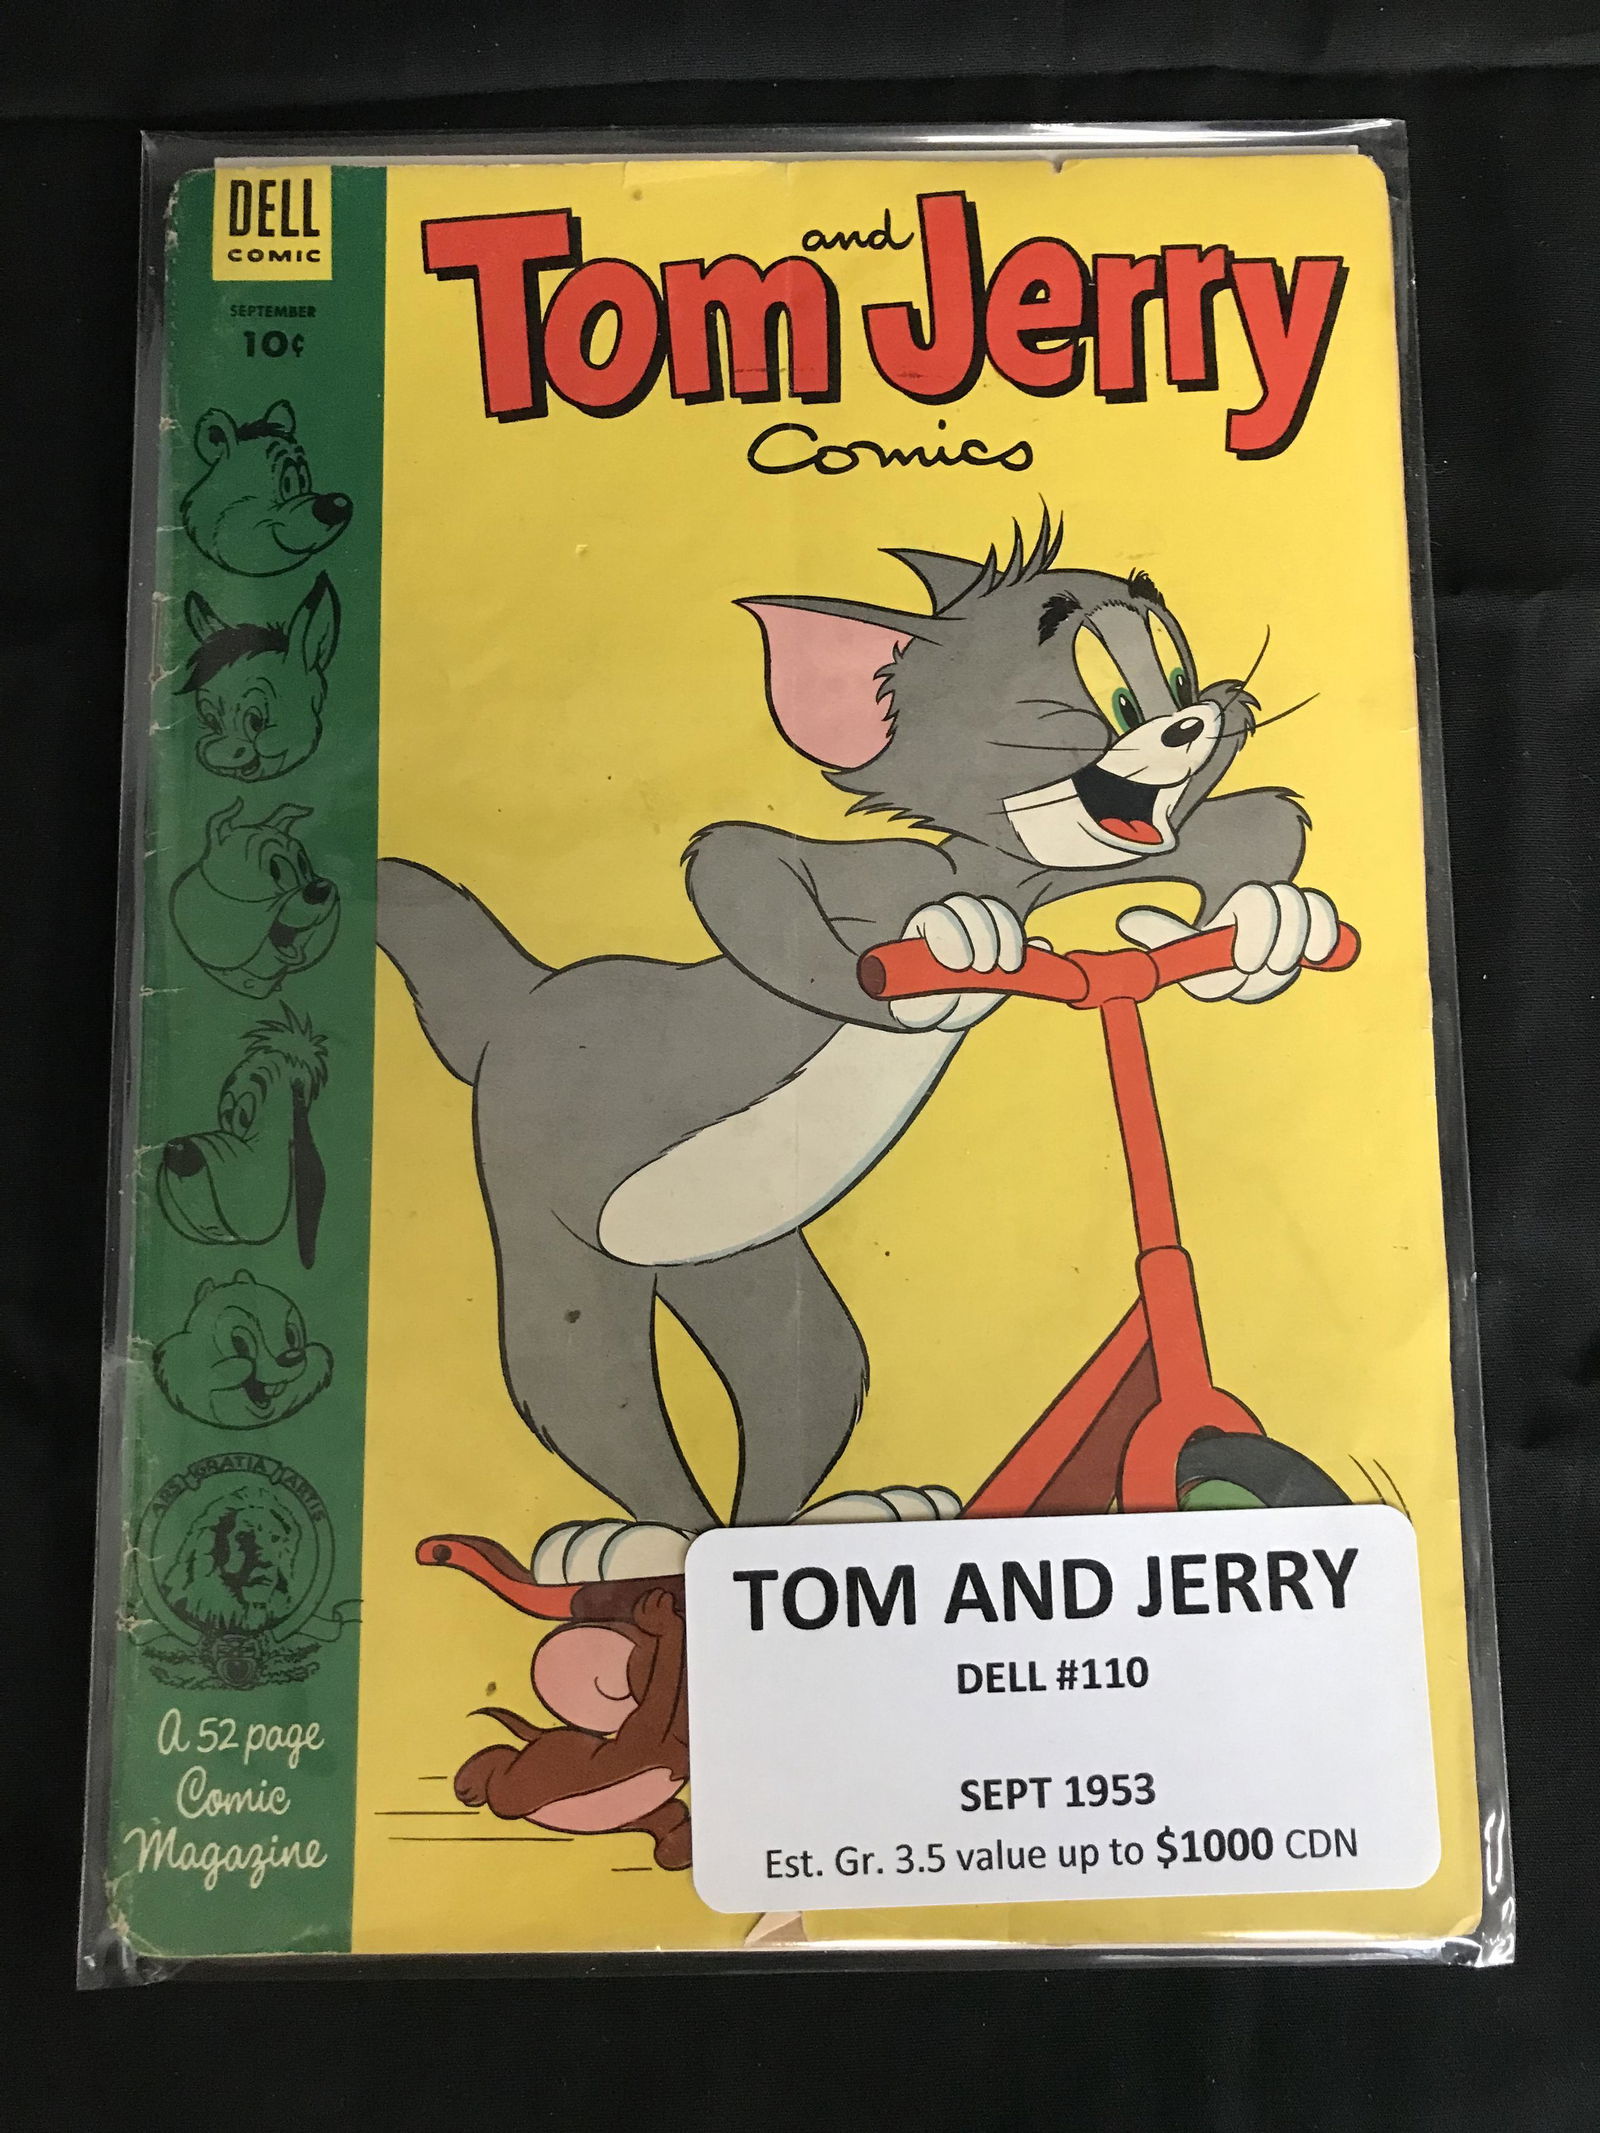 DELL
COMIC
SEPTEMBER
10¢
Tom and Jerry
Comics
ARS GRATIA ARTIS
A 52 page
Comic
Magazine
TOM AND JERRY
DELL #110
SEPT 1953
Est. Gr. 3.5 value up to $1000 CDN